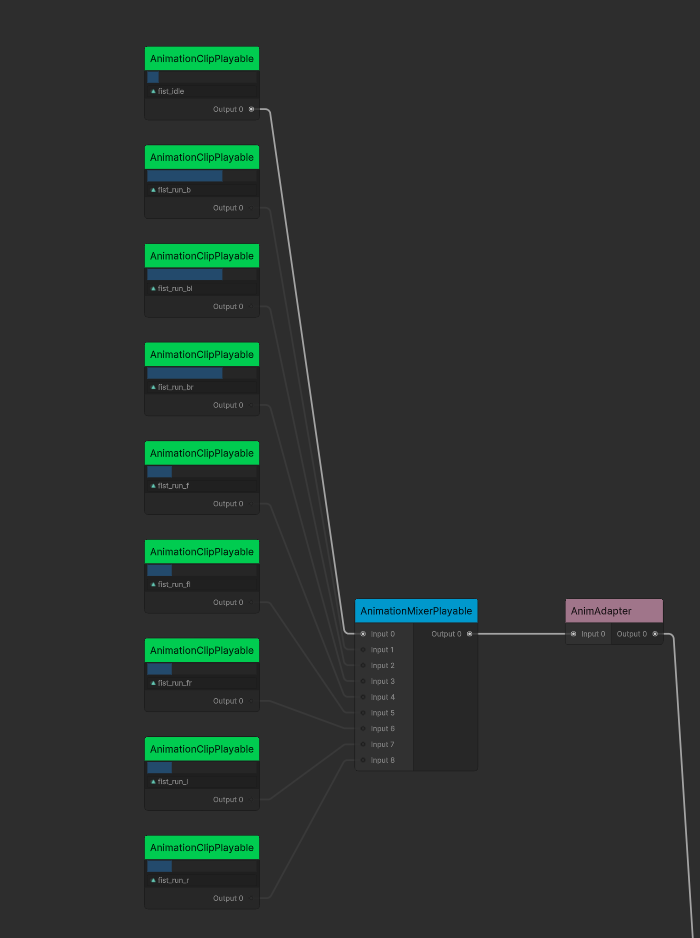 AnimationClipPlayable
fist_idle
Output 0
AnimationClipPlayable
fist_run_b
Output 0
AnimationClipPlayable
fist_run_bl
Output 0
AnimationClipPlayable
fist_run_br
Output 0
AnimationClipPlayable
fist_run_f
Output 0
AnimationClipPlayable
fist_run_fl
Output 0
AnimationClipPlayable
fist_run_fr
Output 0
AnimationClipPlayable
fist_run_l
Output 0
AnimationClipPlayable
fist_run_r
Output 0
AnimationMixerPlayable
Input 0 Output 0
Input 1
Input 2
Input 3
Input 4
Input 5
Input 6
Input 7
Input 8
AnimAdapter
Input 0 Output 0